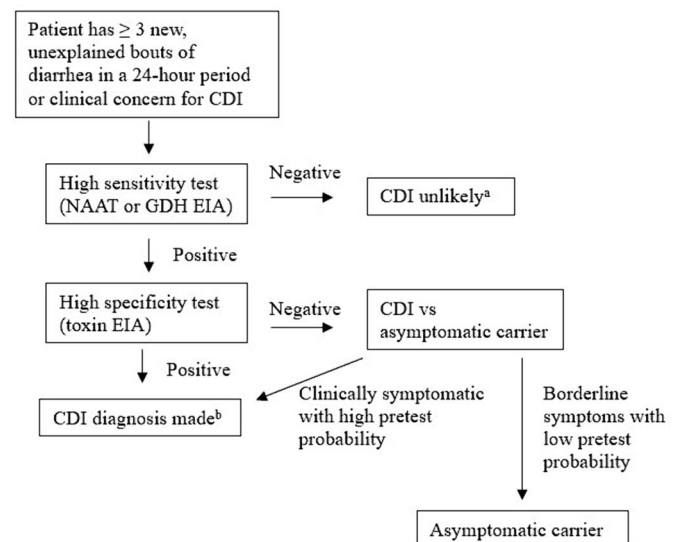 Patient has ≥ 3 new,
unexplained bouts of
diarrhea in a 24-hour period
or clinical concern for CDI
High sensitivity test
(NAAT or GDH EIA)
Negative
CDI unlikelyᵃ
Positive
High specificity test
(toxin EIA)
Negative
CDI vs
asymptomatic carrier
Positive
CDI diagnosis madeᵇ
Clinically symptomatic
with high pretest
probability
Borderline
symptoms with
low pretest
probability
Asymptomatic carrier